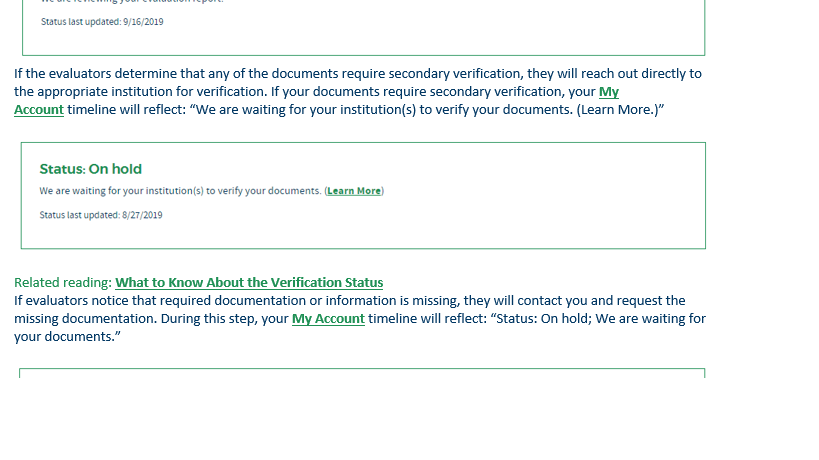 We are reviewing your evaluation report.
Status last updated: 9/16/2019
If the evaluators determine that any of the documents require secondary verification, they will reach out directly to
the appropriate institution for verification. If your documents require secondary verification, your My
Account timeline will reflect: “We are waiting for your institution(s) to verify your documents. (Learn More.)”
Status: On hold
We are waiting for your institution(s) to verify your documents. (Learn More)
Status last updated: 8/27/2019
Related reading: What to Know About the Verification Status
If evaluators notice that required documentation or information is missing, they will contact you and request the
missing documentation. During this step, your My Account timeline will reflect: “Status: On hold; We are waiting for
your documents.”